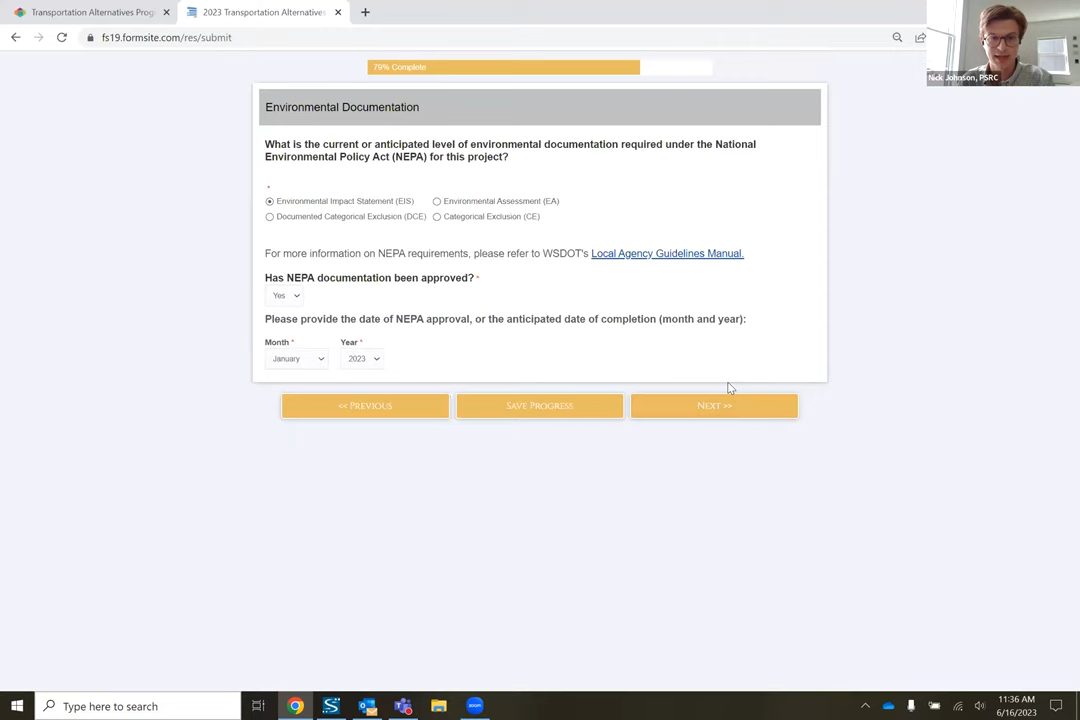 Transportation Alternatives Prog
2023 Transportation Alternatives
fs19.formsite.com/res/submit
Nick Johnson, PSRC
79% Complete
Environmental Documentation
What is the current or anticipated level of environmental documentation required under the National
Environmental Policy Act (NEPA) for this project?
*
Environmental Impact Statement (EIS) Environmental Assessment (EA)
Documented Categorical Exclusion (DCE) Categorical Exclusion (CE)
For more information on NEPA requirements, please refer to WSDOT's Local Agency Guidelines Manual.
Has NEPA documentation been approved? *
Yes
Please provide the date of NEPA approval, or the anticipated date of completion (month and year):
Month * Year *
January 2023
<< PREVIOUS SAVE PROGRESS NEXT >>
Type here to search
11:36 AM
6/16/2023